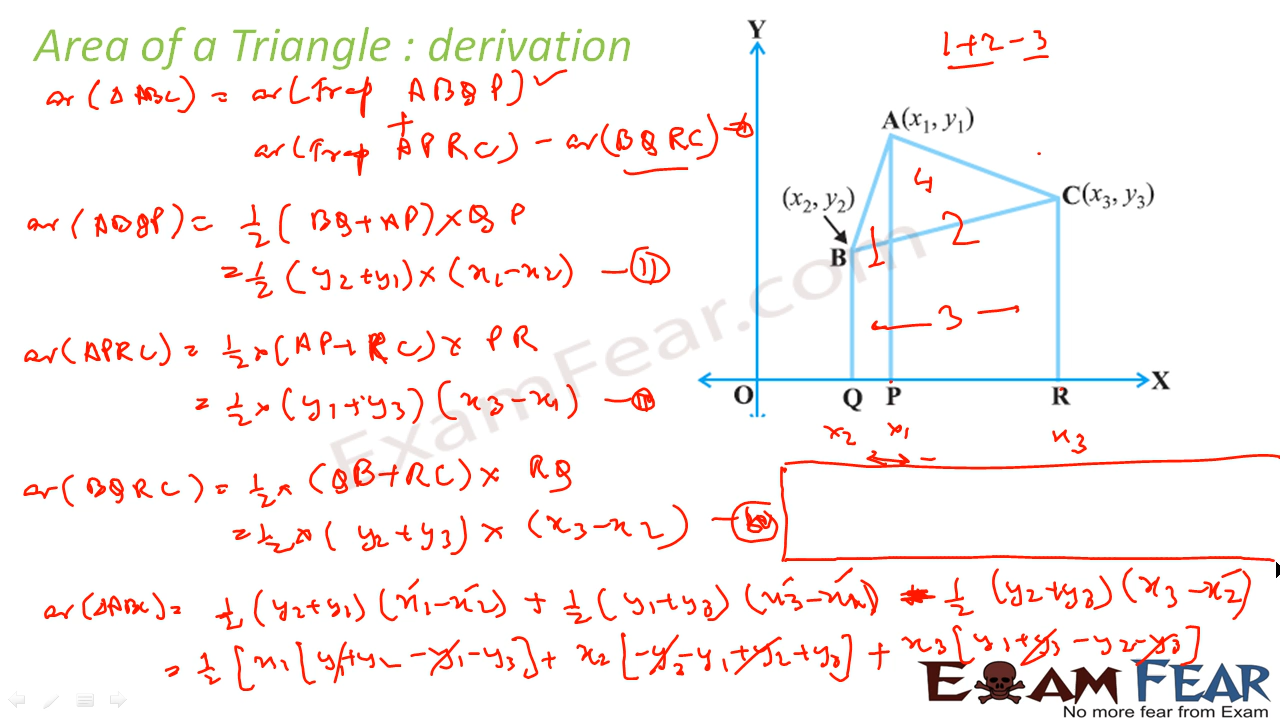 Area of a Triangle : derivation
ar (Δ ABC) = ar (Trap ABQP) ✓
+
ar (Trap APRC) − ar (BQRC)
ar (ABQP) = 1/2 ( BQ + AP) × Q P
= 1/2 (y2 + y1) × (x1 − x2) — (11)
ar (APRC) = 1/2 × (AP + RC) × PR
= 1/2 × (y1 + y3) (x3 − x1) —
ar (BQRC) = 1/2 × (QB + RC) × RQ
= 1/2 × (y2 + y3) × (x3 − x2) —
ar (ΔABC) = 1/2 (y2 + y1) (x1 − x2) + 1/2 (y1 + y3) (x3 − x1) − 1/2 (y2 + y3) (x3 − x2)
= 1/2 [x1 [y1 + y2 − y1 − y3] + x2 [−y2 − y1 + y2 + y3] + x3 [y1 + y3 − y2 − y3]
1 + 2 − 3
Y
A(x1, y1)
4
(x2, y2)
C(x3, y3)
B
1 2
3
O Q P R X
x2 x1 x3
ExamFear.com
EXAM FEAR
No more fear from Exam